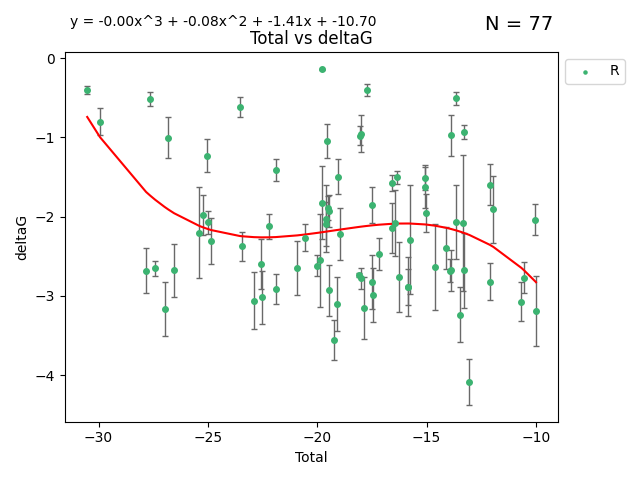 y = -0.00x^3 + -0.08x^2 + -1.41x + -10.70
N = 77
Total vs deltaG
R
0
−1
−2
−3
−4
deltaG
−30
−25
−20
−15
−10
Total